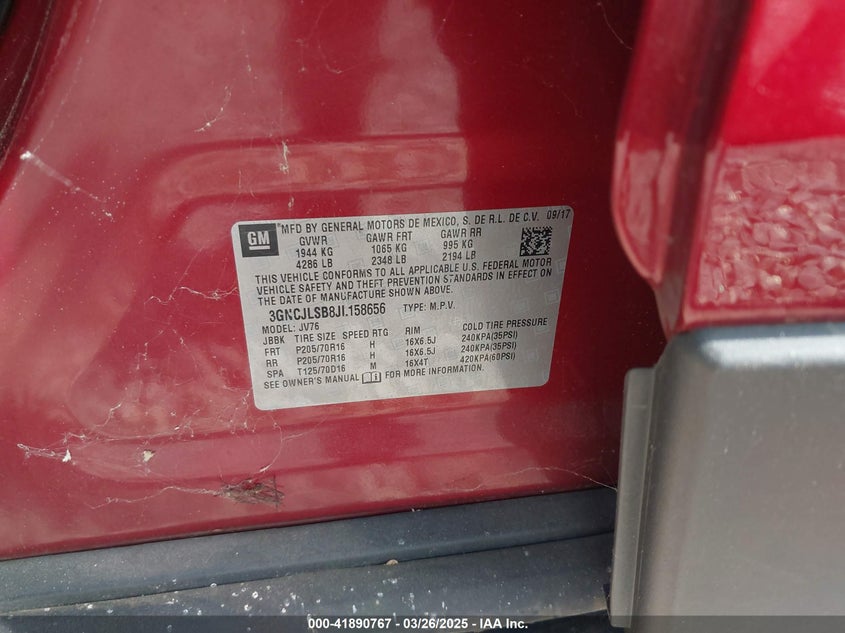 GM
MFD BY GENERAL MOTORS DE MEXICO, S. DE R.L. DE C.V. 09/17
GVWR GAWR FRT GAWR RR
1944 KG 1065 KG 995 KG
4286 LB 2348 LB 2194 LB
THIS VEHICLE CONFORMS TO ALL APPLICABLE U.S. FEDERAL MOTOR
VEHICLE SAFETY AND THEFT PREVENTION STANDARDS IN EFFECT ON
THE DATE OF MANUFACTURE SHOWN ABOVE.
3GNCJLSB8JL158656 TYPE: M.P.V.
MODEL: JV76
JBBK TIRE SIZE SPEED RTG RIM COLD TIRE PRESSURE
FRT P205/70R16 H 16X6.5J 240KPA(35PSI)
RR P205/70R16 H 16X6.5J 240KPA(35PSI)
SPA T125/70D16 M 16X4T 420KPA(60PSI)
SEE OWNER'S MANUAL FOR MORE INFORMATION.
000-41890767 - 03/26/2025 - IAA Inc.